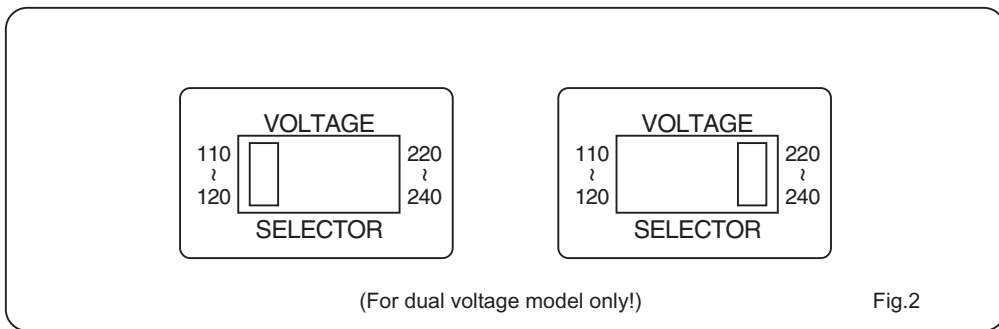 VOLTAGE
110
~
120
220
~
240
SELECTOR
VOLTAGE
110
~
120
220
~
240
SELECTOR
(For dual voltage model only!)
Fig.2